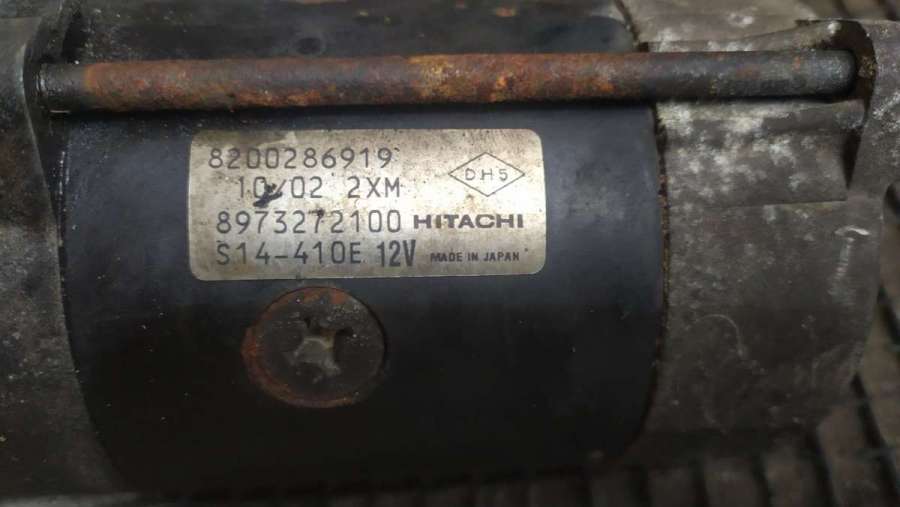 8200286919
DH5
10/02 2XM
8973272100 HITACHI
S14-410E 12V MADE IN JAPAN